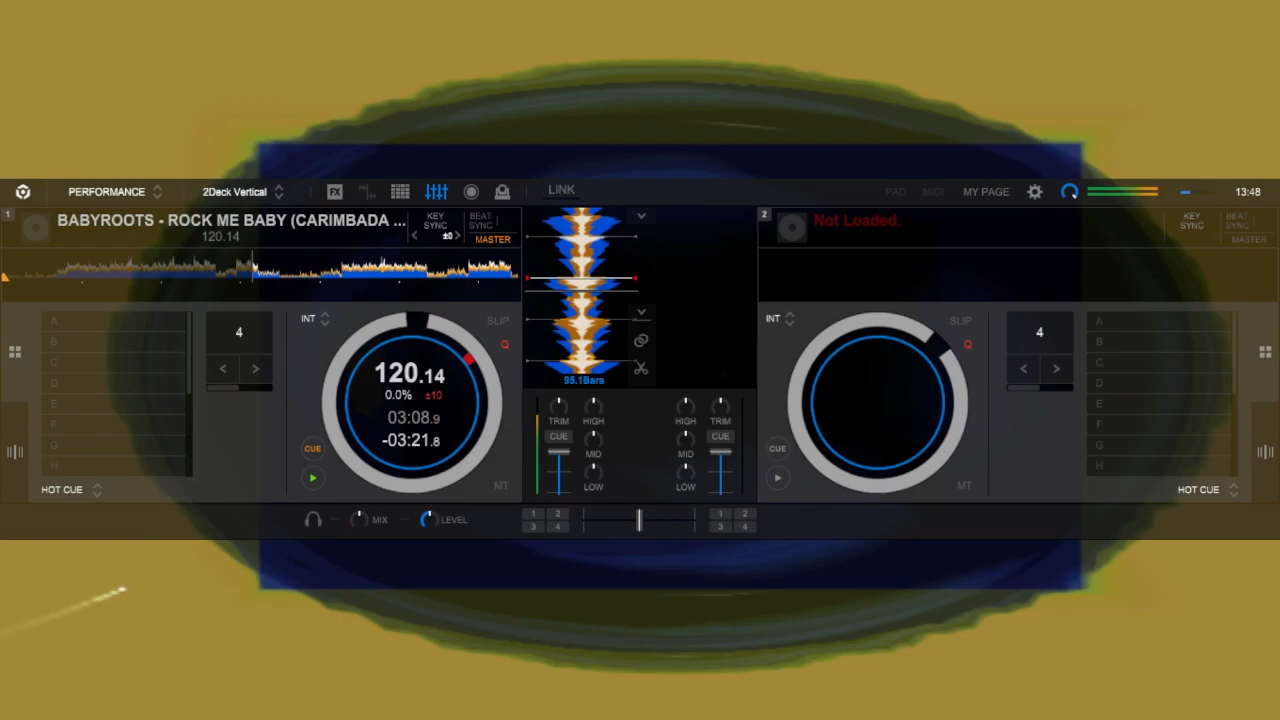 PERFORMANCE 2Deck Vertical FX LINK PAD MIDI MY PAGE 13:48
1 BABYROOTS - ROCK ME BABY (CARIMBADA ... KEY SYNC BEAT SYNC
120.14 ±0 MASTER
2 Not Loaded. KEY SYNC BEAT SYNC MASTER
A
B
C
D
E
F
G
H
HOT CUE
4
INT SLIP
Q
120.14
0.0% ±10
03:08.9
-03:21.8
CUE
MT
95.1Bars
TRIM HIGH HIGH TRIM
CUE CUE
MID MID
LOW LOW
INT SLIP
Q
CUE
MT
4
A
B
C
D
E
F
G
H
HOT CUE
MIX LEVEL
1 2 1 2
3 4 3 4